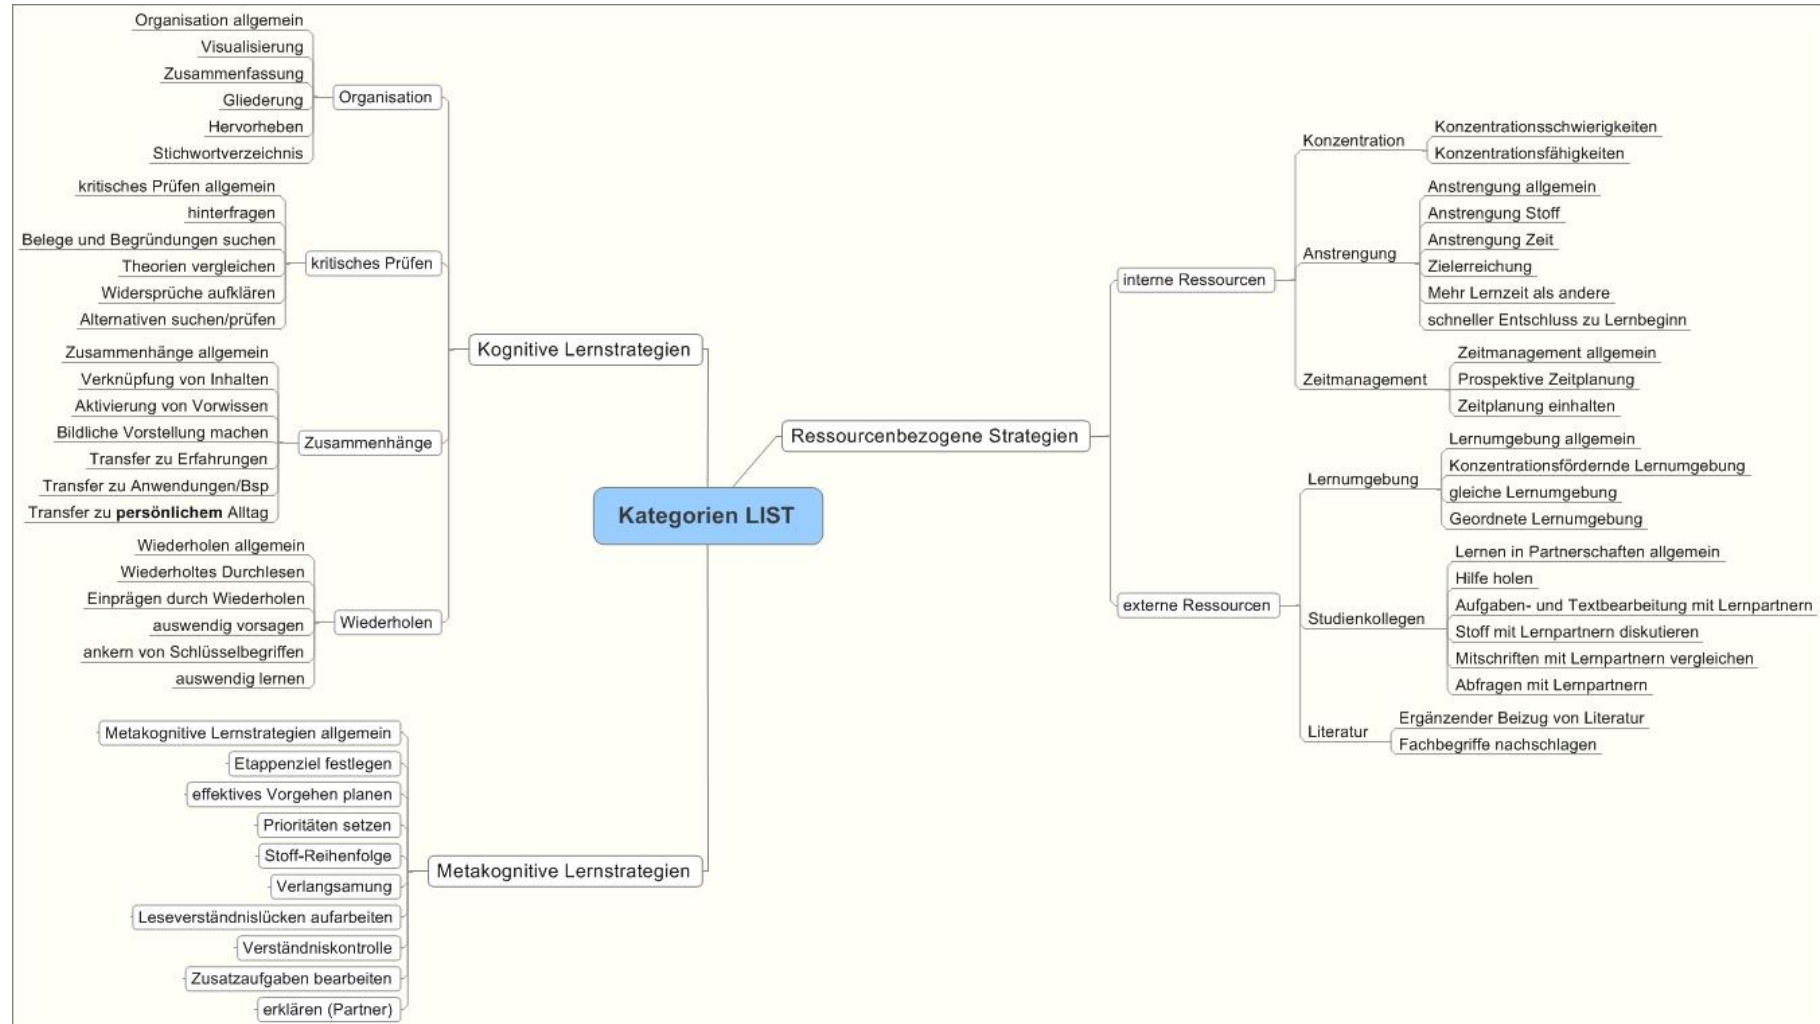 Kategorien LIST
Kognitive Lernstrategien
Organisation
Organisation allgemein
Visualisierung
Zusammenfassung
Gliederung
Hervorheben
Stichwortverzeichnis
kritisches Prüfen
kritisches Prüfen allgemein
hinterfragen
Belege und Begründungen suchen
Theorien vergleichen
Widersprüche aufklären
Alternativen suchen/prüfen
Zusammenhänge
Zusammenhänge allgemein
Verknüpfung von Inhalten
Aktivierung von Vorwissen
Bildliche Vorstellung machen
Transfer zu Erfahrungen
Transfer zu Anwendungen/Bsp
Transfer zu persönlichem Alltag
Wiederholen
Wiederholen allgemein
Wiederholtes Durchlesen
Einprägen durch Wiederholen
auswendig vorsagen
ankern von Schlüsselbegriffen
auswendig lernen
Metakognitive Lernstrategien
Metakognitive Lernstrategien allgemein
Etappenziel festlegen
effektives Vorgehen planen
Prioritäten setzen
Stoff-Reihenfolge
Verlangsamung
Leseverständnislücken aufarbeiten
Verständniskontrolle
Zusatzaufgaben bearbeiten
erklären (Partner)
Ressourcenbezogene Strategien
interne Ressourcen
Konzentration
Konzentrationsschwierigkeiten
Konzentrationsfähigkeiten
Anstrengung
Anstrengung allgemein
Anstrengung Stoff
Anstrengung Zeit
Zielerreichung
Mehr Lernzeit als andere
schneller Entschluss zu Lernbeginn
Zeitmanagement
Zeitmanagement allgemein
Prospektive Zeitplanung
Zeitplanung einhalten
externe Ressourcen
Lernumgebung
Lernumgebung allgemein
Konzentrationsfördernde Lernumgebung
gleiche Lernumgebung
Geordnete Lernumgebung
Studienkollegen
Lernen in Partnerschaften allgemein
Hilfe holen
Aufgaben- und Textbearbeitung mit Lernpartnern
Stoff mit Lernpartnern diskutieren
Mitschriften mit Lernpartnern vergleichen
Abfragen mit Lernpartnern
Literatur
Ergänzender Beizug von Literatur
Fachbegriffe nachschlagen